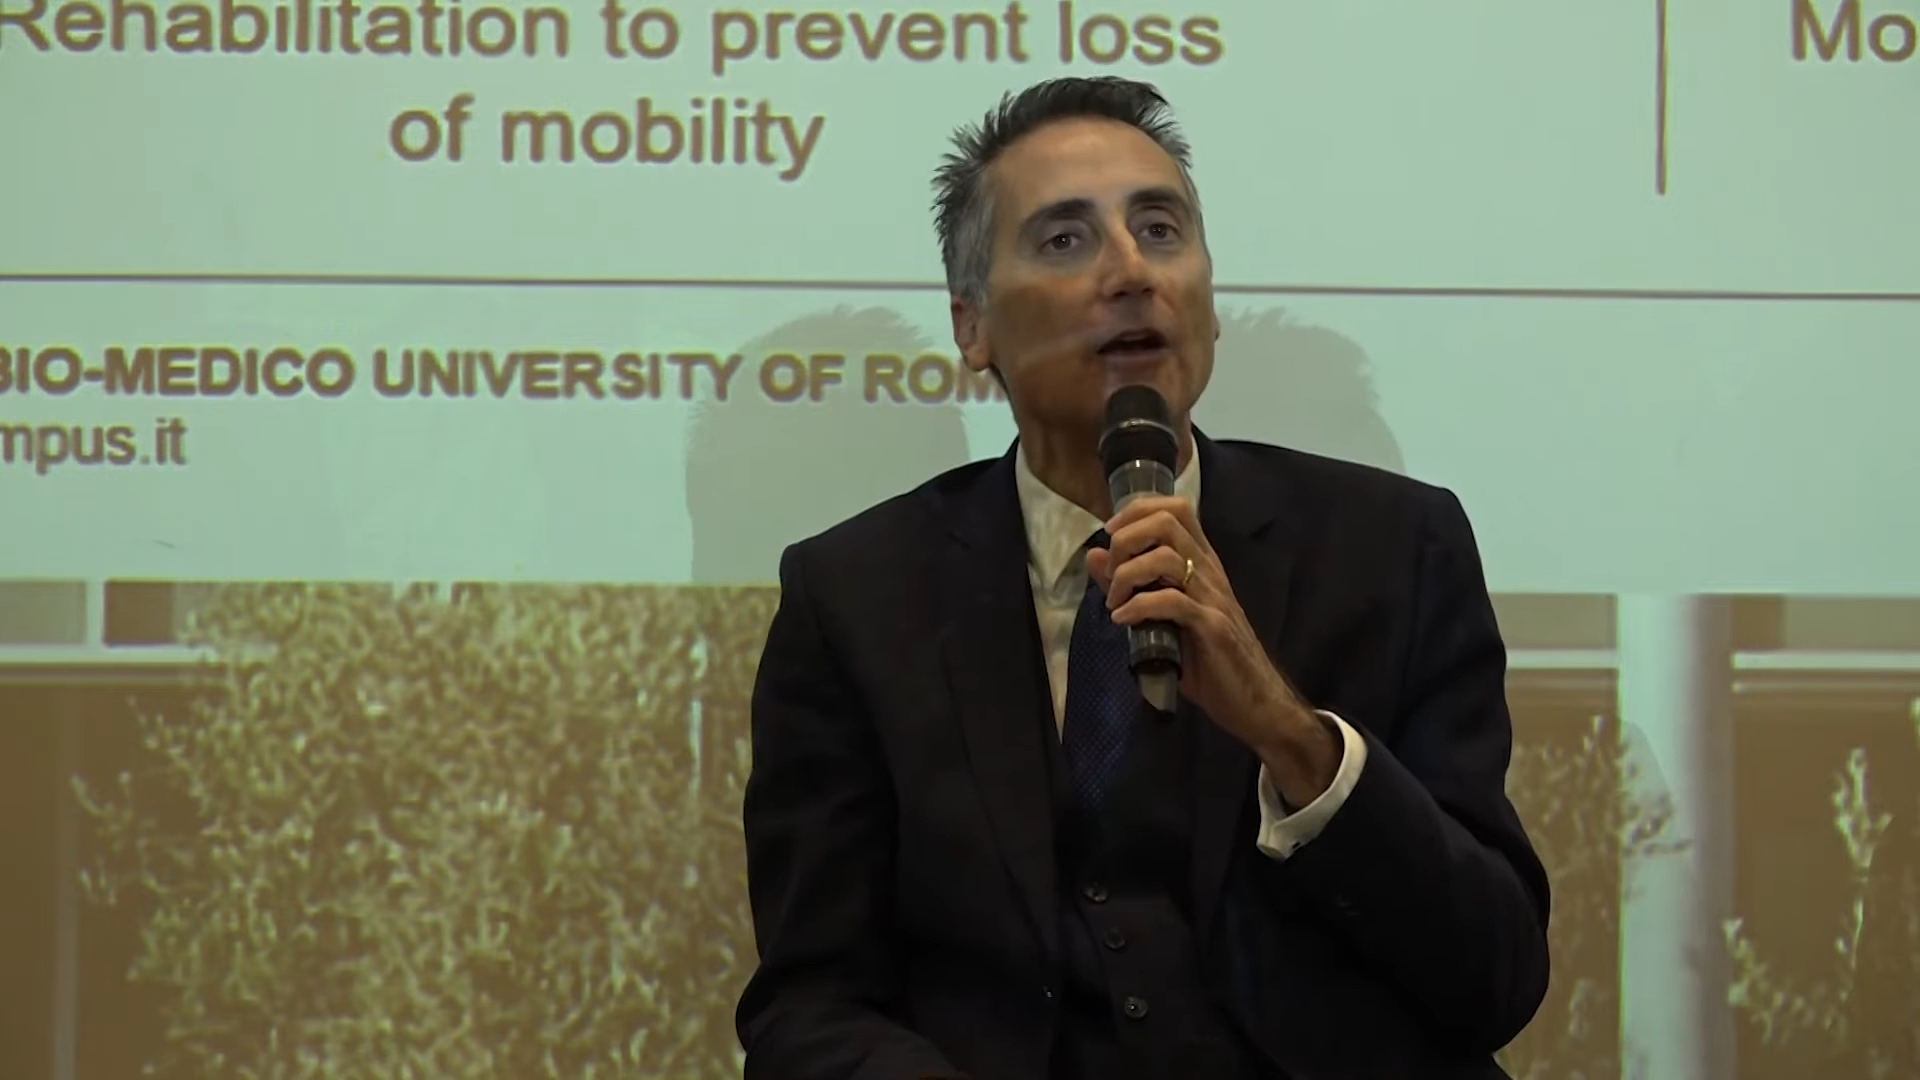 Rehabilitation to prevent loss
of mobility
Mo
BIO-MEDICO UNIVERSITY OF ROM
mpus.it